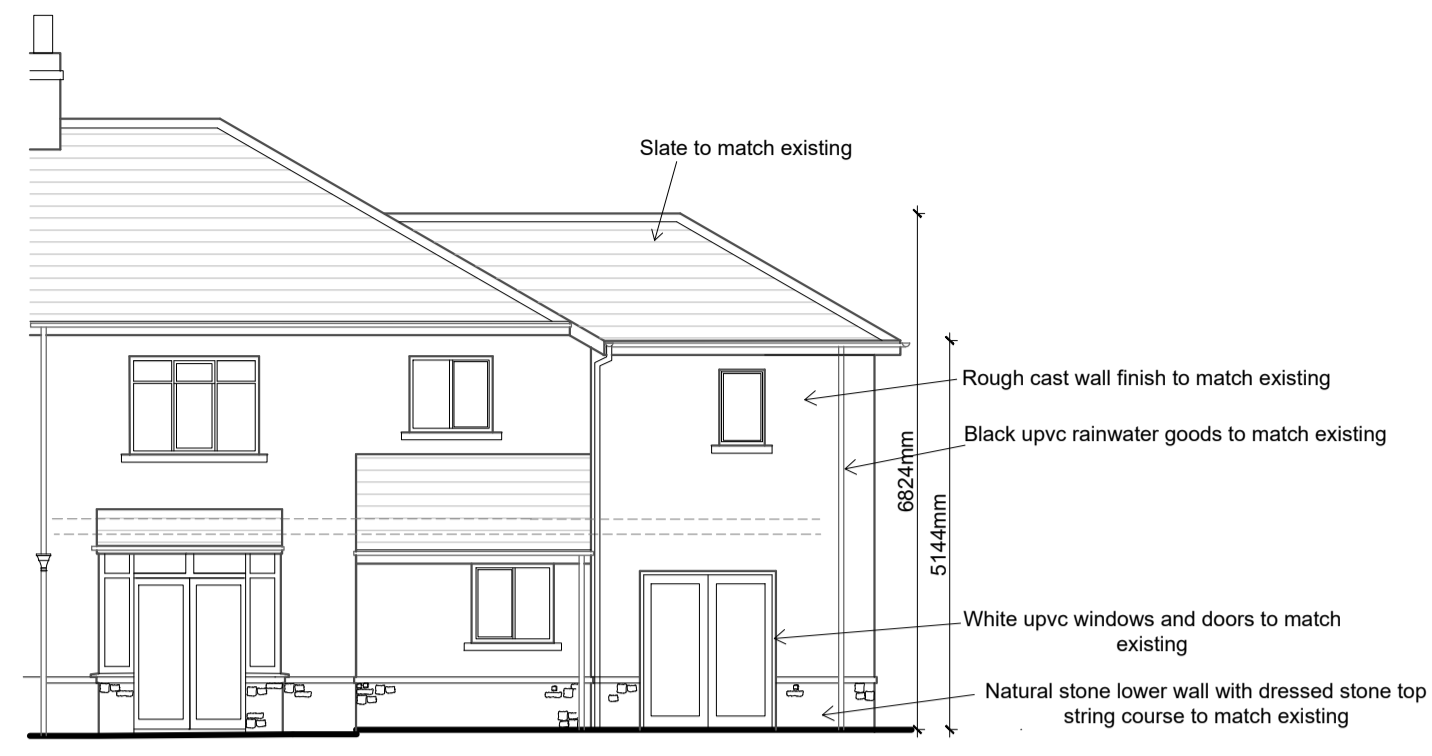 Slate to match existing
Rough cast wall finish to match existing
Black upvc rainwater goods to match existing
6824mm
5144mm
White upvc windows and doors to match
existing
Natural stone lower wall with dressed stone top
string course to match existing